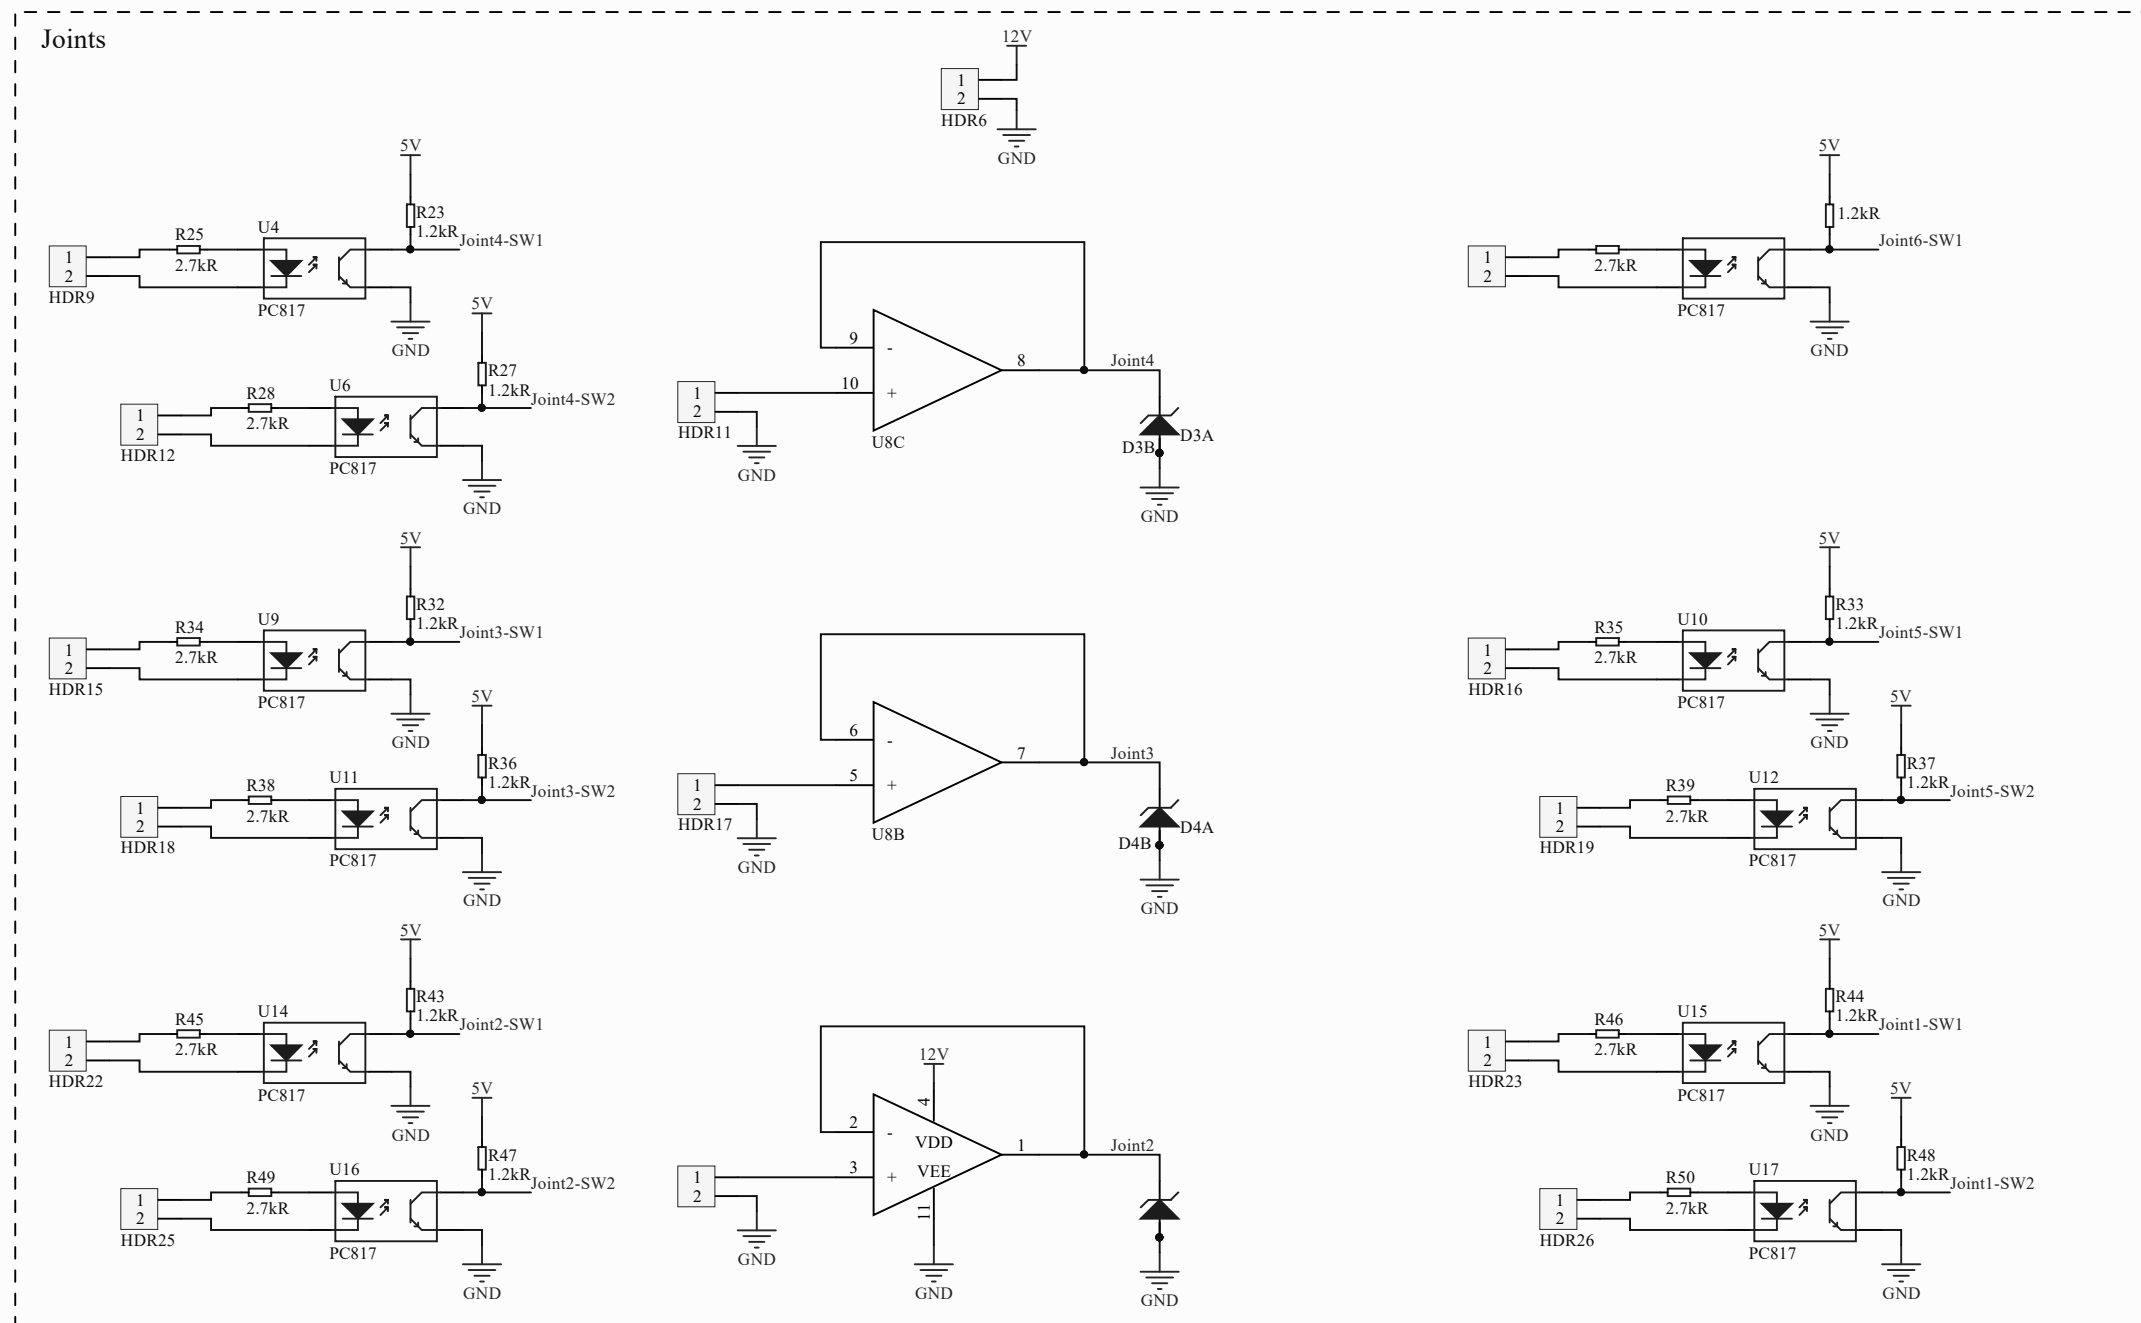 Joints
12V
1
2
HDR6
GND
5V
R23
1.2kR
Joint4-SW1
R25
2.7kR
U4
PC817
1
2
HDR9
GND
5V
R27
1.2kR
Joint4-SW2
R28
2.7kR
U6
PC817
1
2
HDR12
GND
9
-
10
+
8
Joint4
U8C
1
2
HDR11
GND
D3A
D3B
GND
5V
1.2kR
Joint6-SW1
2.7kR
PC817
1
2
GND
5V
R32
1.2kR
Joint3-SW1
R34
2.7kR
U9
PC817
1
2
HDR15
GND
5V
R36
1.2kR
Joint3-SW2
R38
2.7kR
U11
PC817
1
2
HDR18
GND
6
-
5
+
7
Joint3
U8B
1
2
HDR17
GND
D4A
D4B
GND
5V
R33
1.2kR
Joint5-SW1
R35
2.7kR
U10
PC817
1
2
HDR16
GND
5V
R37
1.2kR
Joint5-SW2
R39
2.7kR
U12
PC817
1
2
HDR19
GND
5V
R43
1.2kR
Joint2-SW1
R45
2.7kR
U14
PC817
1
2
HDR22
GND
5V
R47
1.2kR
Joint2-SW2
R49
2.7kR
U16
PC817
1
2
HDR25
GND
12V
4
VDD
VEE
11
2
-
3
+
1
Joint2
1
2
GND
GND
GND
5V
R44
1.2kR
Joint1-SW1
R46
2.7kR
U15
PC817
1
2
HDR23
GND
5V
R48
1.2kR
Joint1-SW2
R50
2.7kR
U17
PC817
1
2
HDR26
GND